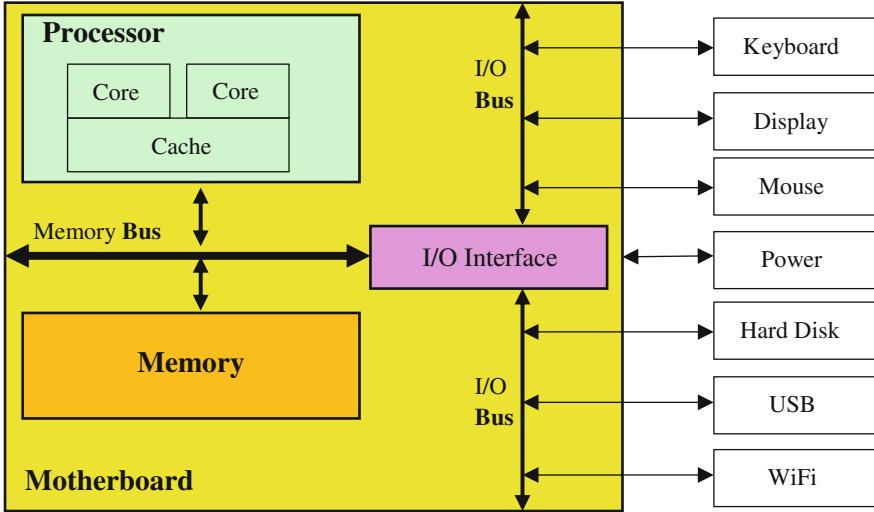 Processor
Core
Core
Cache
Memory Bus
Memory
Motherboard
I/O
Bus
I/O Interface
I/O
Bus
Keyboard
Display
Mouse
Power
Hard Disk
USB
WiFi